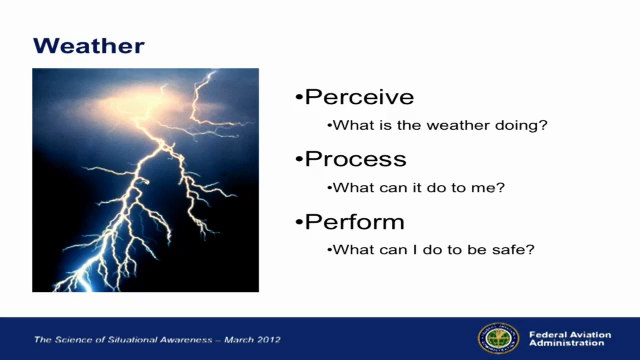 Weather
•Perceive
•What is the weather doing?
•Process
•What can it do to me?
•Perform
•What can I do to be safe?
The Science of Situational Awareness – March 2012
Federal Aviation
Administration